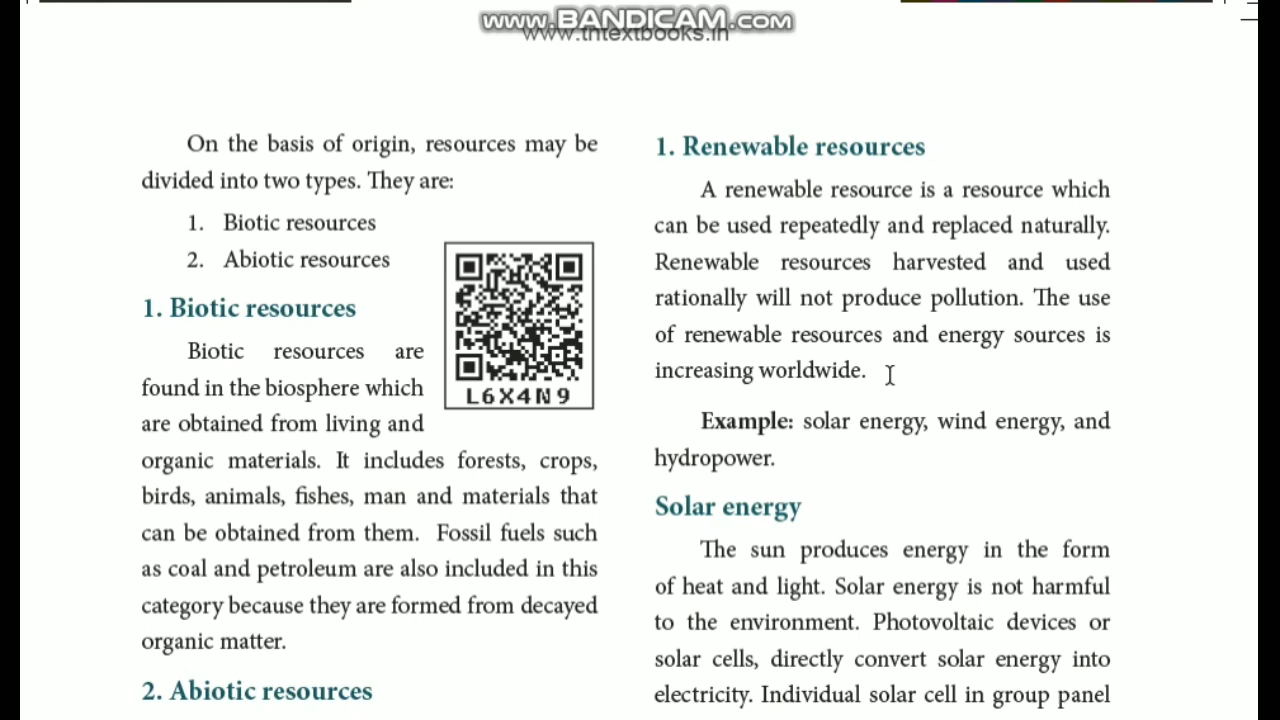 www.BANDICAM.com
www.tntextbooks.in
On the basis of origin, resources may be
divided into two types. They are:
1. Biotic resources
2. Abiotic resources
1. Biotic resources
Biotic resources are
found in the biosphere which
are obtained from living and
organic materials. It includes forests, crops,
birds, animals, fishes, man and materials that
can be obtained from them. Fossil fuels such
as coal and petroleum are also included in this
category because they are formed from decayed
organic matter.
2. Abiotic resources
L6X4N9
1. Renewable resources
A renewable resource is a resource which
can be used repeatedly and replaced naturally.
Renewable resources harvested and used
rationally will not produce pollution. The use
of renewable resources and energy sources is
increasing worldwide.
Example: solar energy, wind energy, and
hydropower.
Solar energy
The sun produces energy in the form
of heat and light. Solar energy is not harmful
to the environment. Photovoltaic devices or
solar cells, directly convert solar energy into
electricity. Individual solar cell in group panel